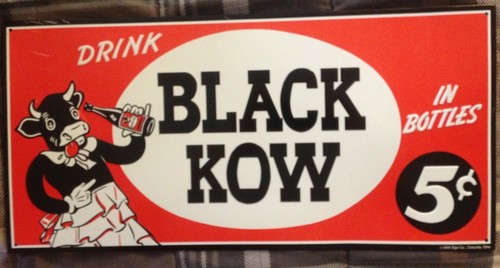 DRINK
BLACK
KOW
IN
BOTTLES
5¢